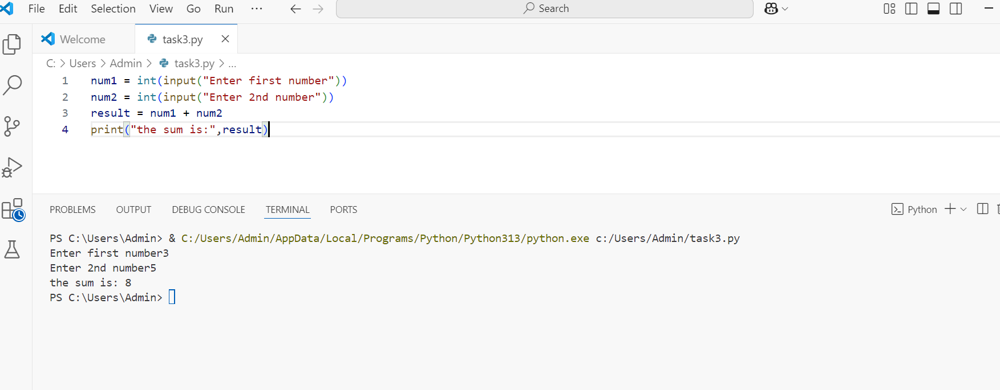 File Edit Selection View Go Run ··· Search
Welcome task3.py
C: > Users > Admin > task3.py > ...
1 num1 = int(input("Enter first number"))
2 num2 = int(input("Enter 2nd number"))
3 result = num1 + num2
4 print("the sum is:",result)
PROBLEMS OUTPUT DEBUG CONSOLE TERMINAL PORTS Python
PS C:\Users\Admin> & C:/Users/Admin/AppData/Local/Programs/Python/Python313/python.exe c:/Users/Admin/task3.py
Enter first number3
Enter 2nd number5
the sum is: 8
PS C:\Users\Admin>